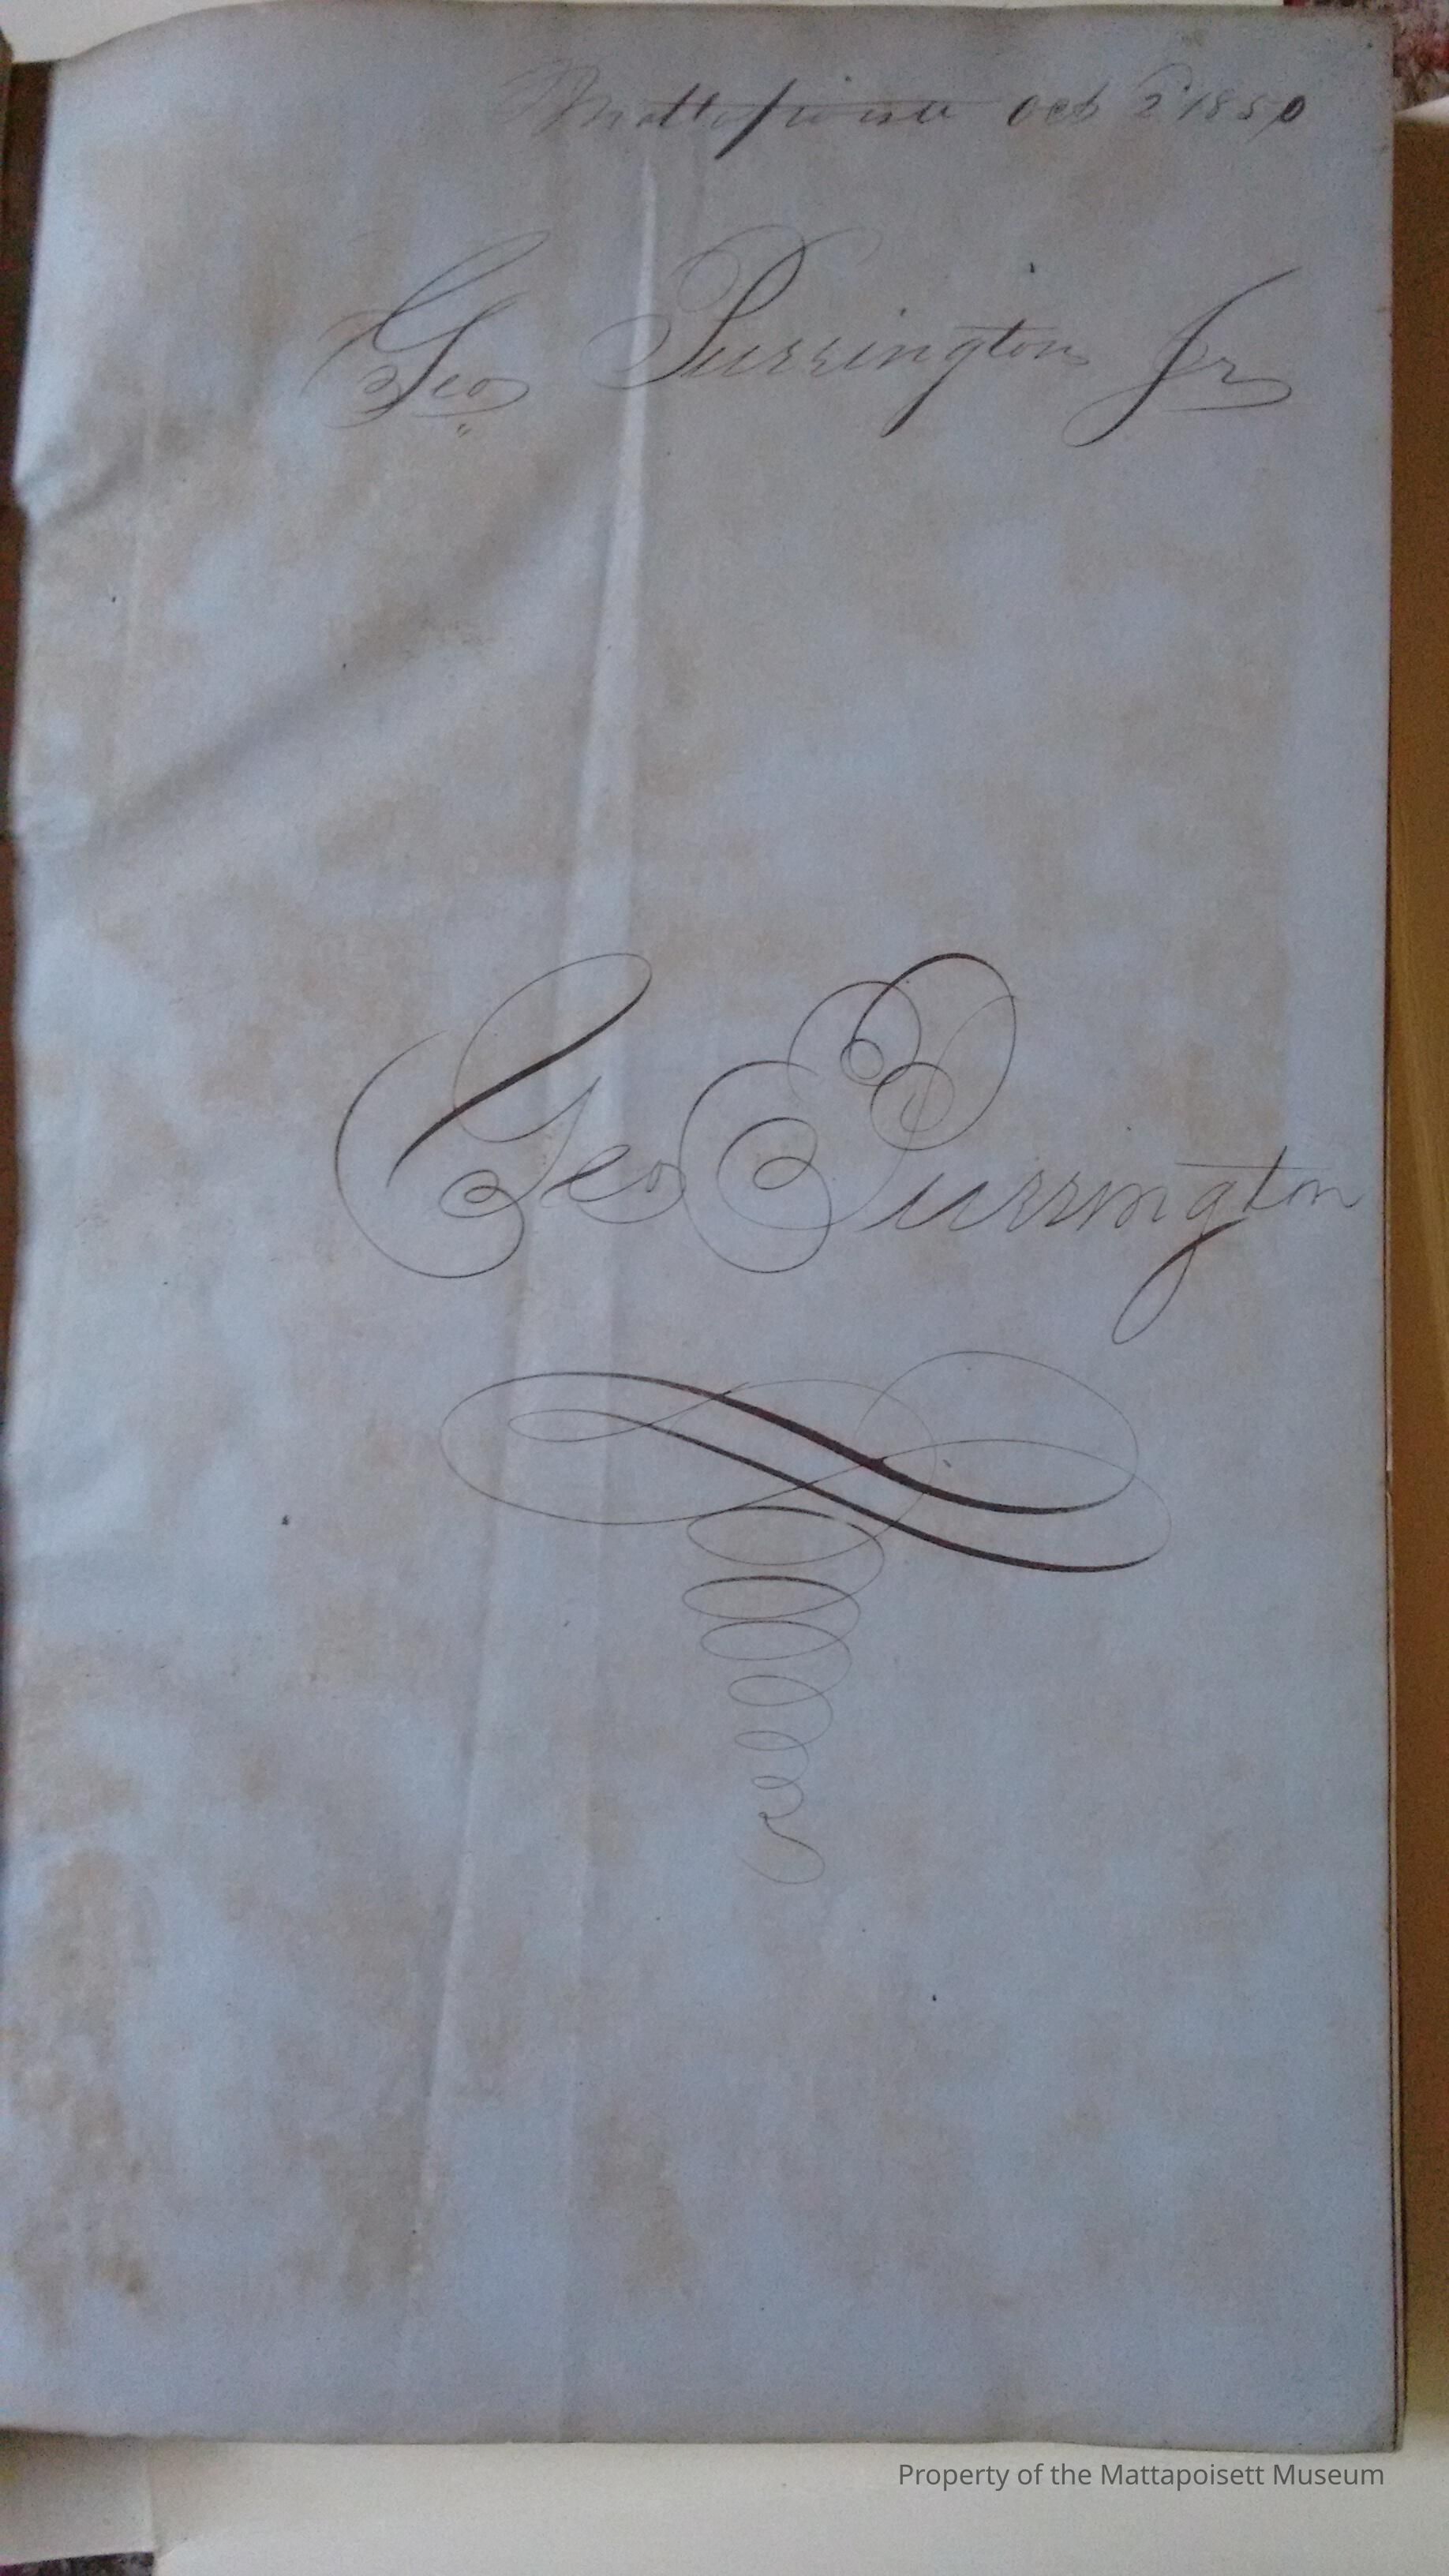 Mattapoisett Oct 2 1850
Geo Purrington Jr
Geo Purrington
Property of the Mattapoisett Museum